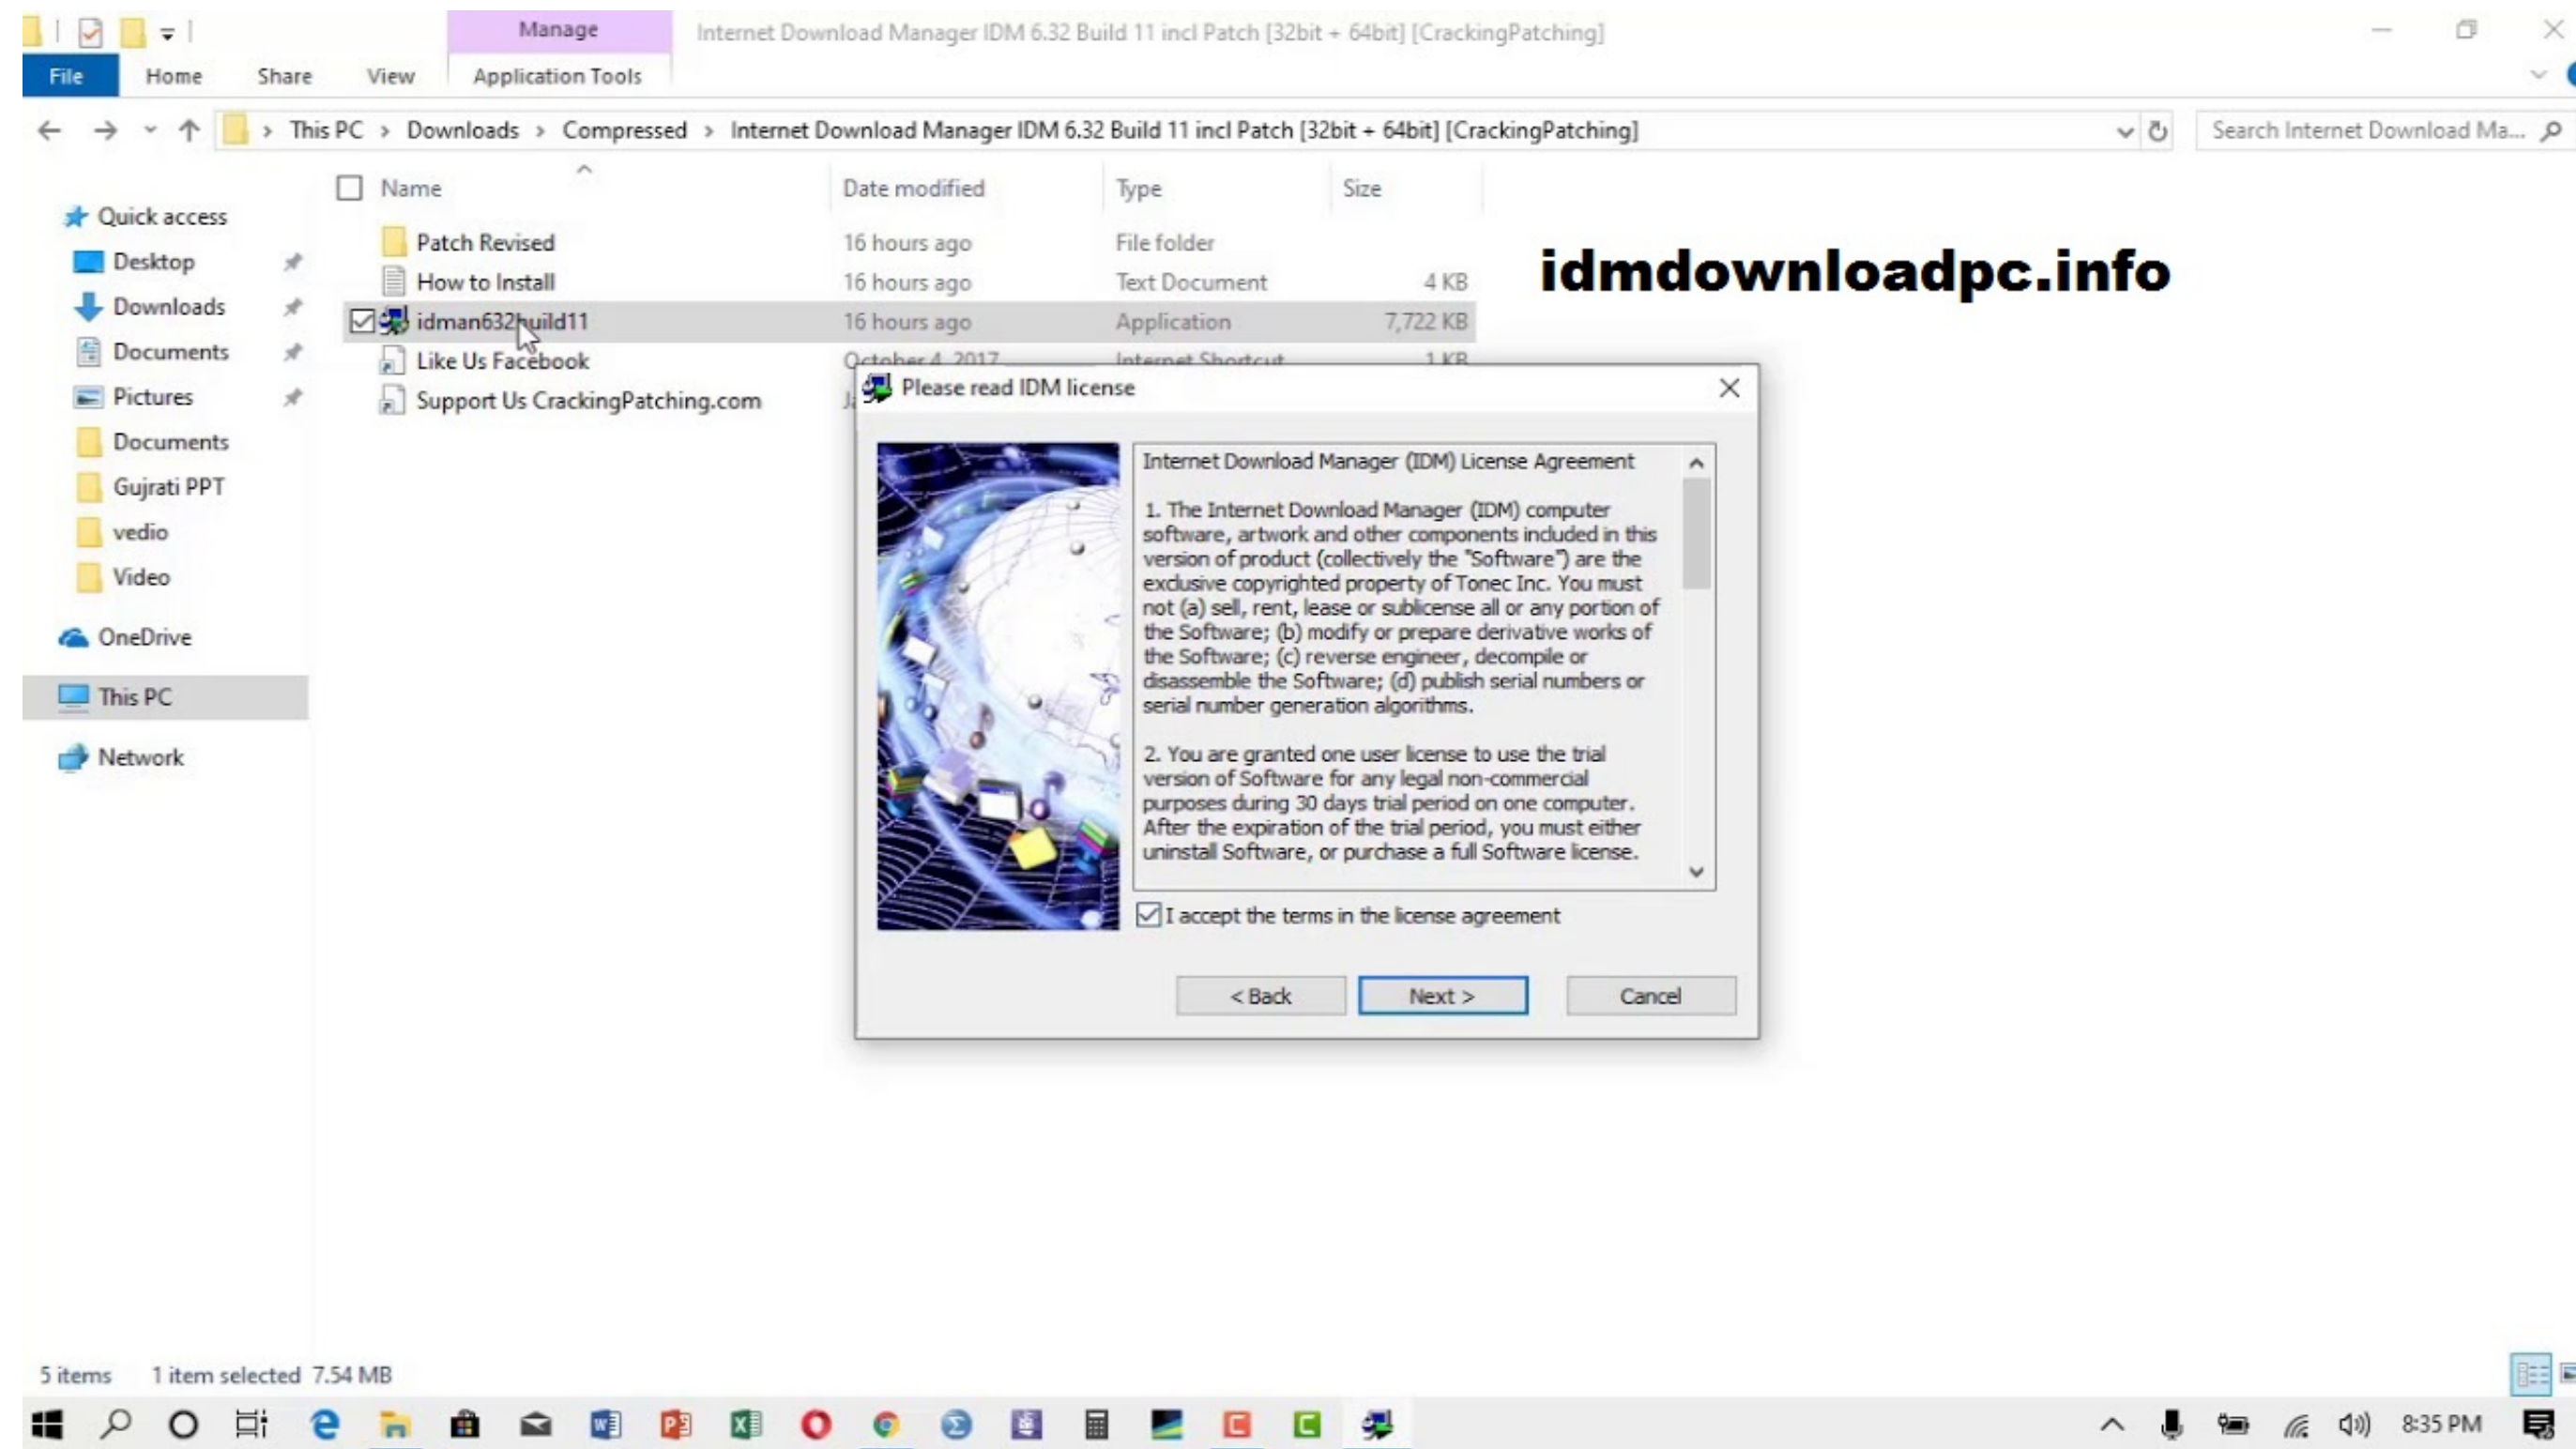 Manage
Internet Download Manager IDM 6.32 Build 11 incl Patch [32bit + 64bit] [CrackingPatching]
File Home Share View Application Tools
This PC > Downloads > Compressed > Internet Download Manager IDM 6.32 Build 11 incl Patch [32bit + 64bit] [CrackingPatching]
Search Internet Download Ma...
Name Date modified Type Size
Quick access
Desktop
Downloads
Documents
Pictures
Documents
Gujrati PPT
vedio
Video
OneDrive
This PC
Network
Patch Revised 16 hours ago File folder
How to Install 16 hours ago Text Document 4 KB
idman632build11 16 hours ago Application 7,722 KB
Like Us Facebook October 4, 2017 Internet Shortcut 1 KB
Support Us CrackingPatching.com
idmdownloadpc.info
Please read IDM license
Internet Download Manager (IDM) License Agreement
1. The Internet Download Manager (IDM) computer
software, artwork and other components included in this
version of product (collectively the "Software") are the
exclusive copyrighted property of Tonec Inc. You must
not (a) sell, rent, lease or sublicense all or any portion of
the Software; (b) modify or prepare derivative works of
the Software; (c) reverse engineer, decompile or
disassemble the Software; (d) publish serial numbers or
serial number generation algorithms.
2. You are granted one user license to use the trial
version of Software for any legal non-commercial
purposes during 30 days trial period on one computer.
After the expiration of the trial period, you must either
uninstall Software, or purchase a full Software license.
I accept the terms in the license agreement
< Back Next > Cancel
5 items 1 item selected 7.54 MB
8:35 PM